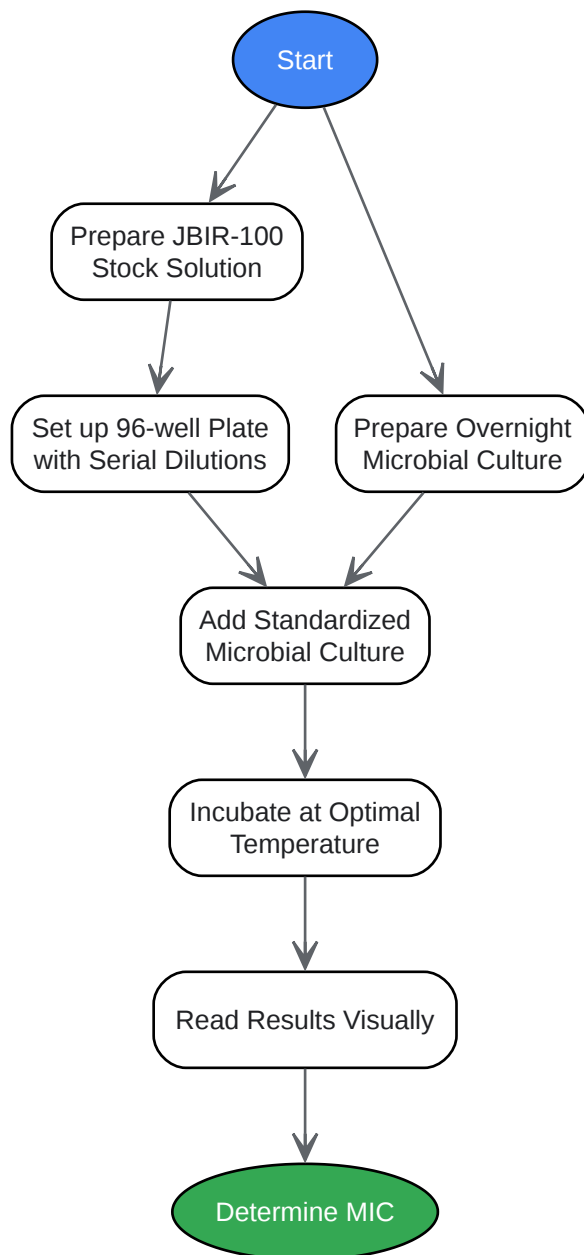 Start
Prepare JBIR-100
Stock Solution
Set up 96-well Plate
with Serial Dilutions
Prepare Overnight
Microbial Culture
Add Standardized
Microbial Culture
Incubate at Optimal
Temperature
Read Results Visually
Determine MIC